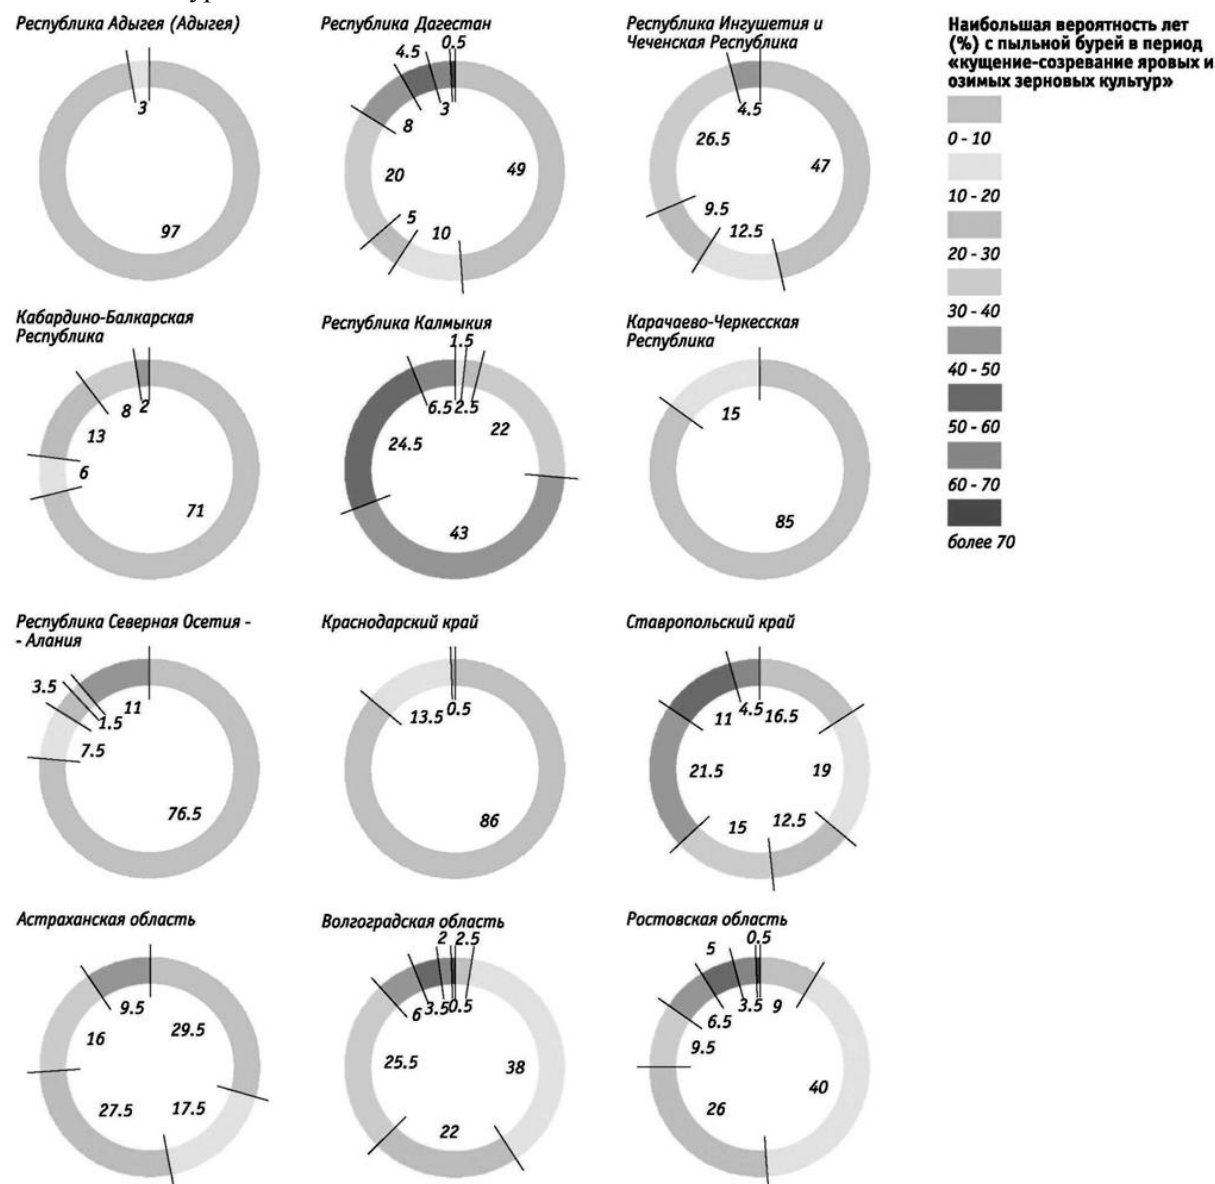 Республика Адыгея (Адыгея)
3
97
Республика Дагестан
0.5
4.5
3
8
49
20
5
10
Республика Ингушетия и
Чеченская Республика
4.5
26.5
47
9.5
12.5
Наибольшая вероятность лет
(%) с пыльной бурей в период
«кущение-созревание яровых и
озимых зерновых культур»
0 - 10
10 - 20
20 - 30
30 - 40
40 - 50
50 - 60
60 - 70
более 70
Кабардино-Балкарская
Республика
8 2
13
6
71
Республика Калмыкия
1.5
6.5 2.5
22
24.5
43
Карачаево-Черкесская
Республика
15
85
Республика Северная Осетия -
- Алания
3.5
11
1.5
7.5
76.5
Краснодарский край
0.5
13.5
86
Ставропольский край
4.5
11
16.5
21.5
19
15
12.5
Астраханская область
9.5
29.5
16
27.5
17.5
Волгоградская область
2 2.5
6 3.5 0.5
25.5
38
22
Ростовская область
0.5
5
3.5 9
6.5
9.5
40
26